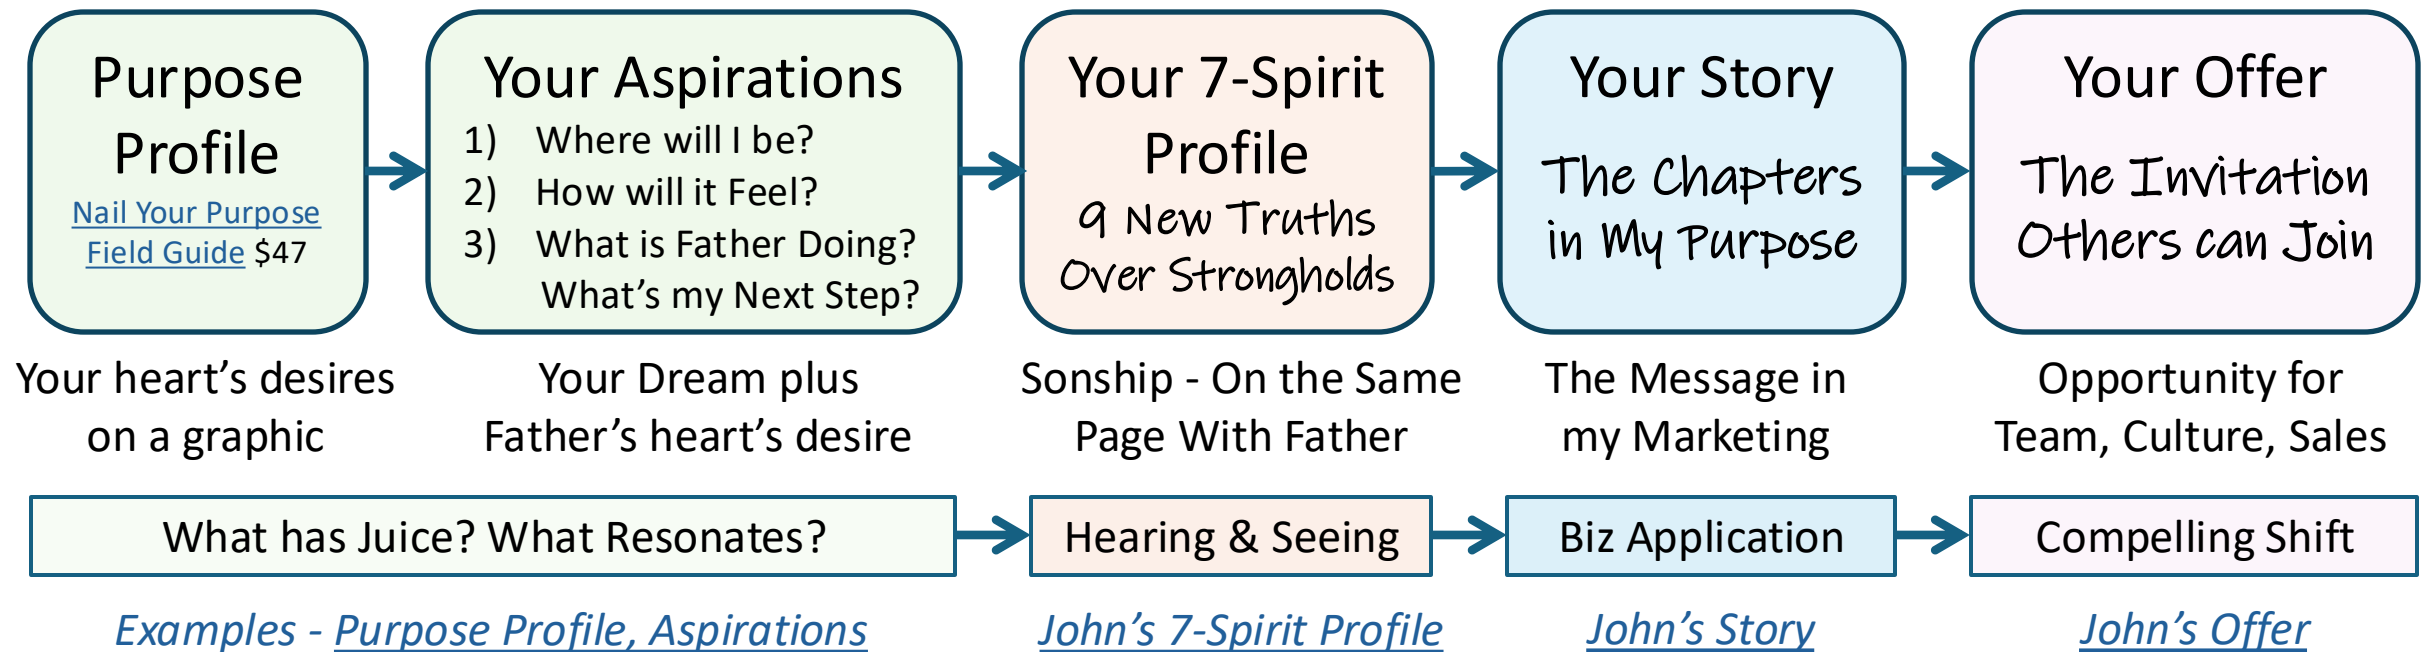 Purpose
Profile
Nail Your Purpose
Field Guide $47
Your Aspirations
1) Where will I be?
2) How will it Feel?
3) What is Father Doing?
What's my Next Step?
Your 7-Spirit
Profile
9 New Truths
Over Strongholds
Your Story
The Chapters
in My Purpose
Your Offer
The Invitation
Others can Join
Your heart's desires
on a graphic
Your Dream plus
Father's heart's desire
Sonship - On the Same
Page With Father
The Message in
my Marketing
Opportunity for
Team, Culture, Sales
What has Juice? What Resonates?
Hearing & Seeing
Biz Application
Compelling Shift
Examples - Purpose Profile, Aspirations
John's 7-Spirit Profile
John's Story
John's Offer